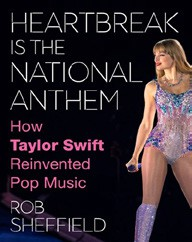 HEARTBREAK
IS THE
NATIONAL
ANTHEM
How
Taylor Swift
Reinvented
Pop Music
ROB
SHEFFIELD